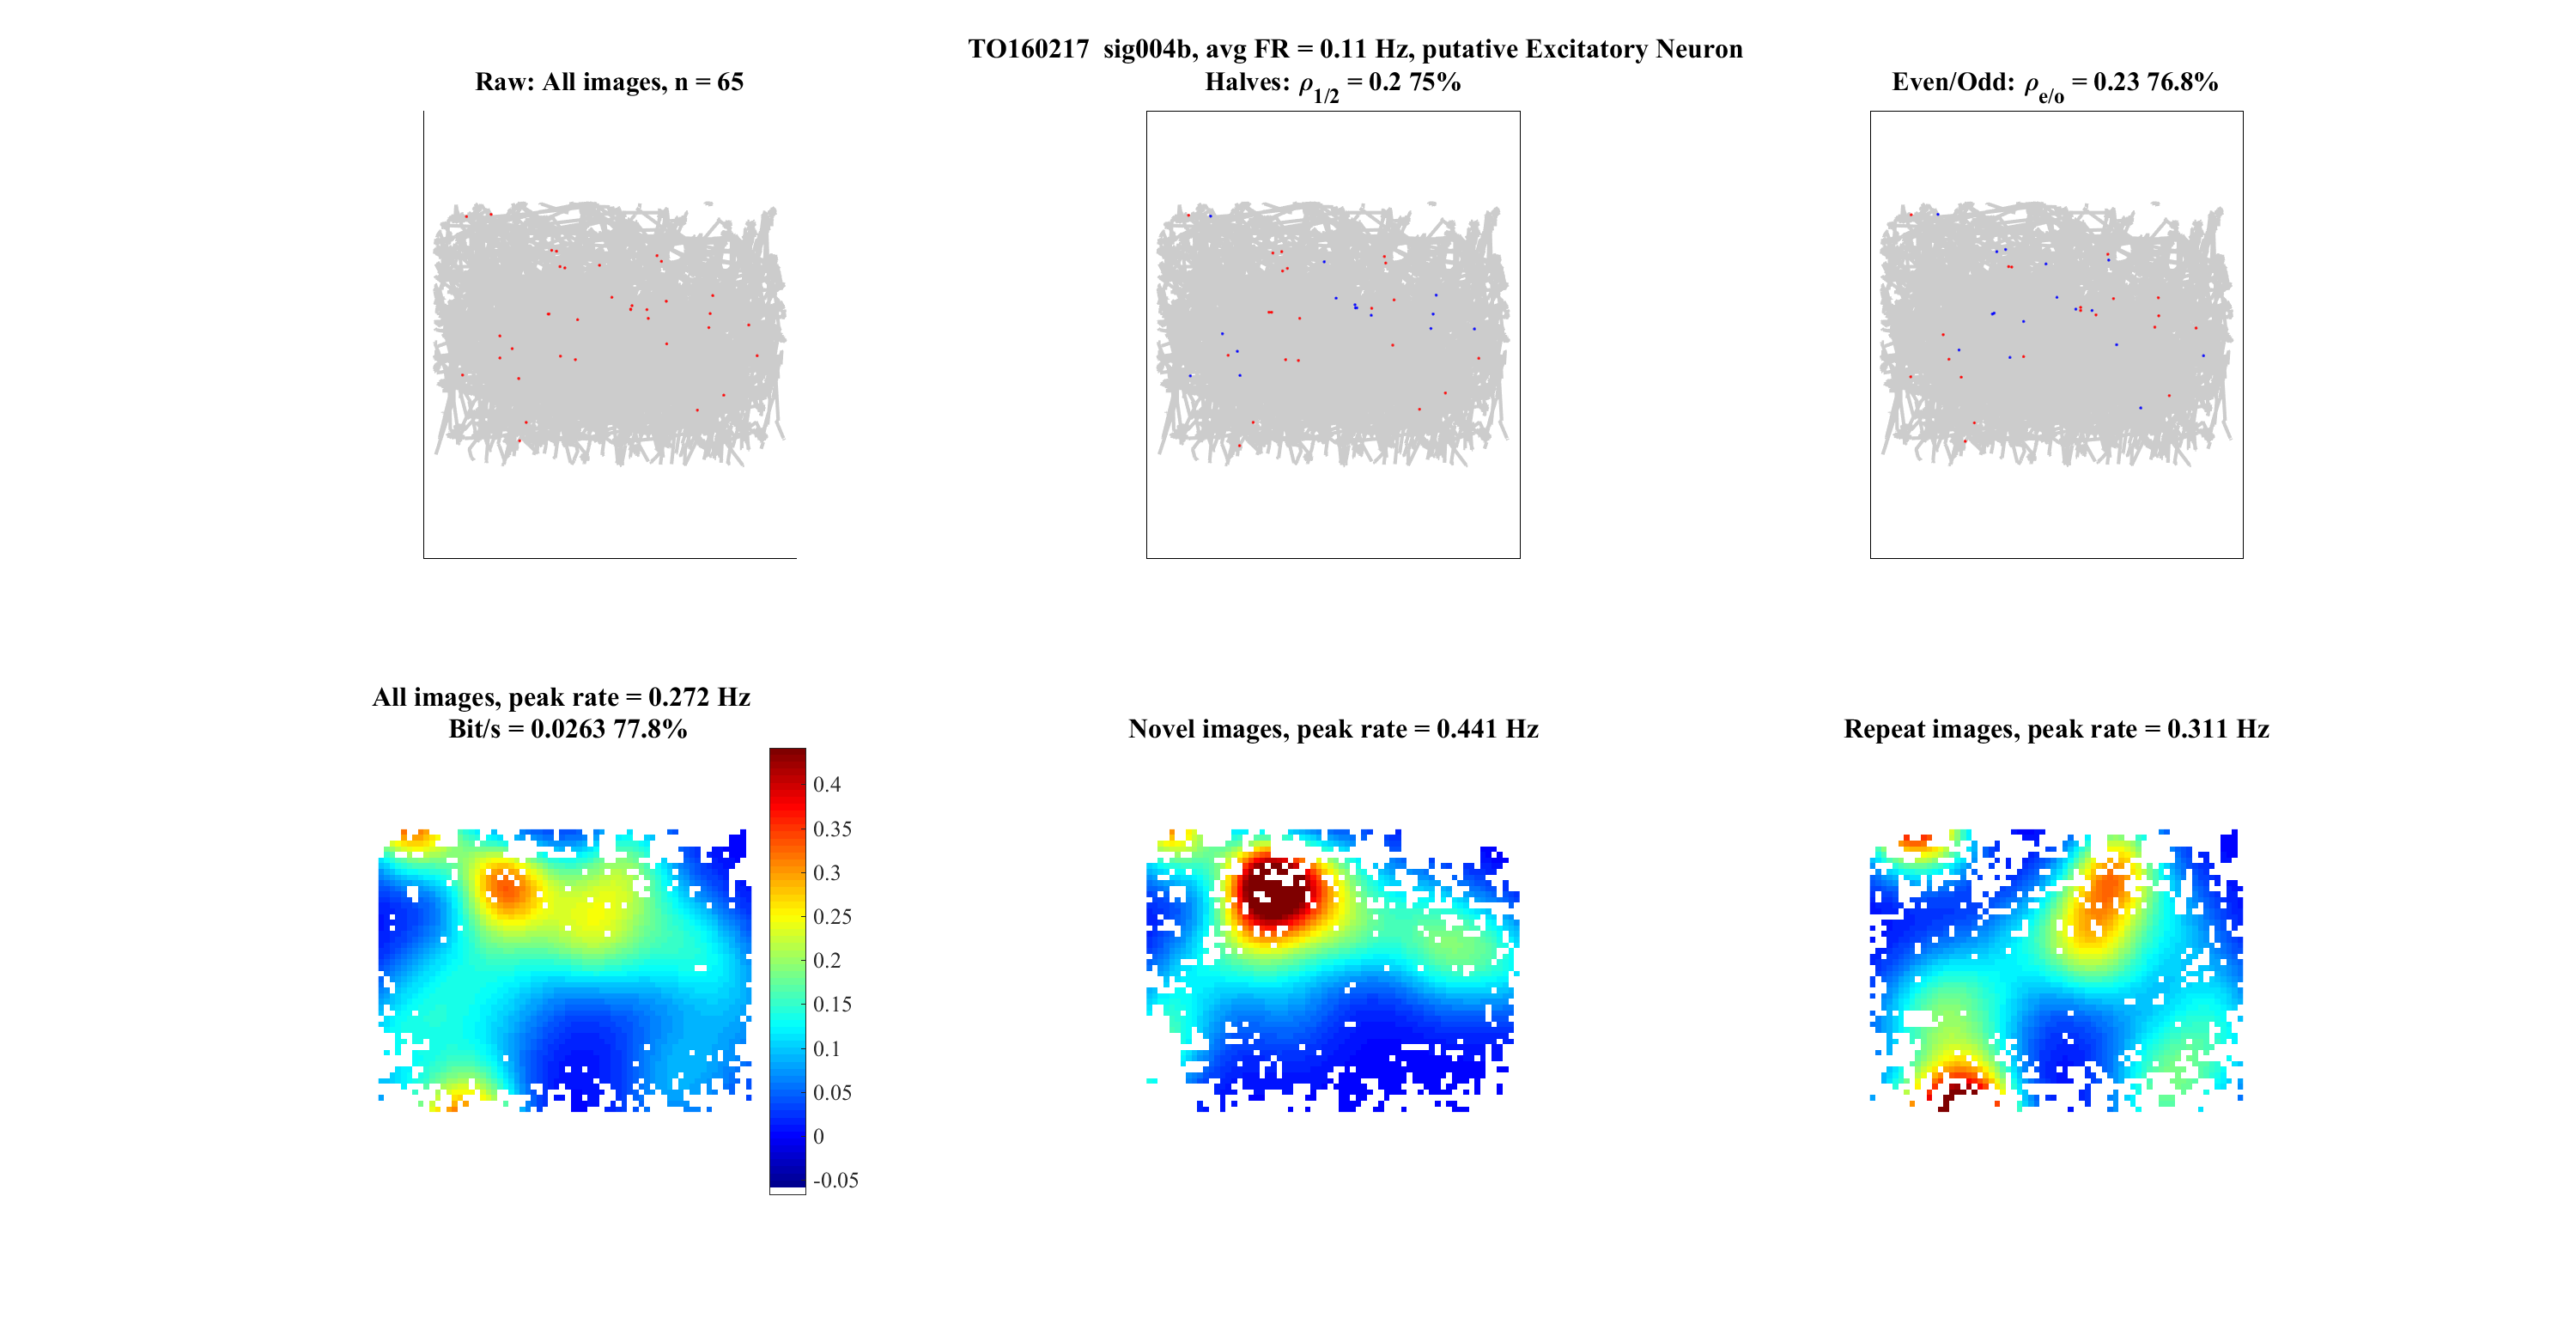 TO160217  sig004b, avg FR = 0.11 Hz, putative Excitatory Neuron
Raw: All images, n = 65
Halves: ρ1/2 = 0.2 75%
Even/Odd: ρe/o = 0.23 76.8%
All images, peak rate = 0.272 Hz
Bit/s = 0.0263 77.8%
Novel images, peak rate = 0.441 Hz
Repeat images, peak rate = 0.311 Hz
0.4
0.35
0.3
0.25
0.2
0.15
0.1
0.05
0
-0.05